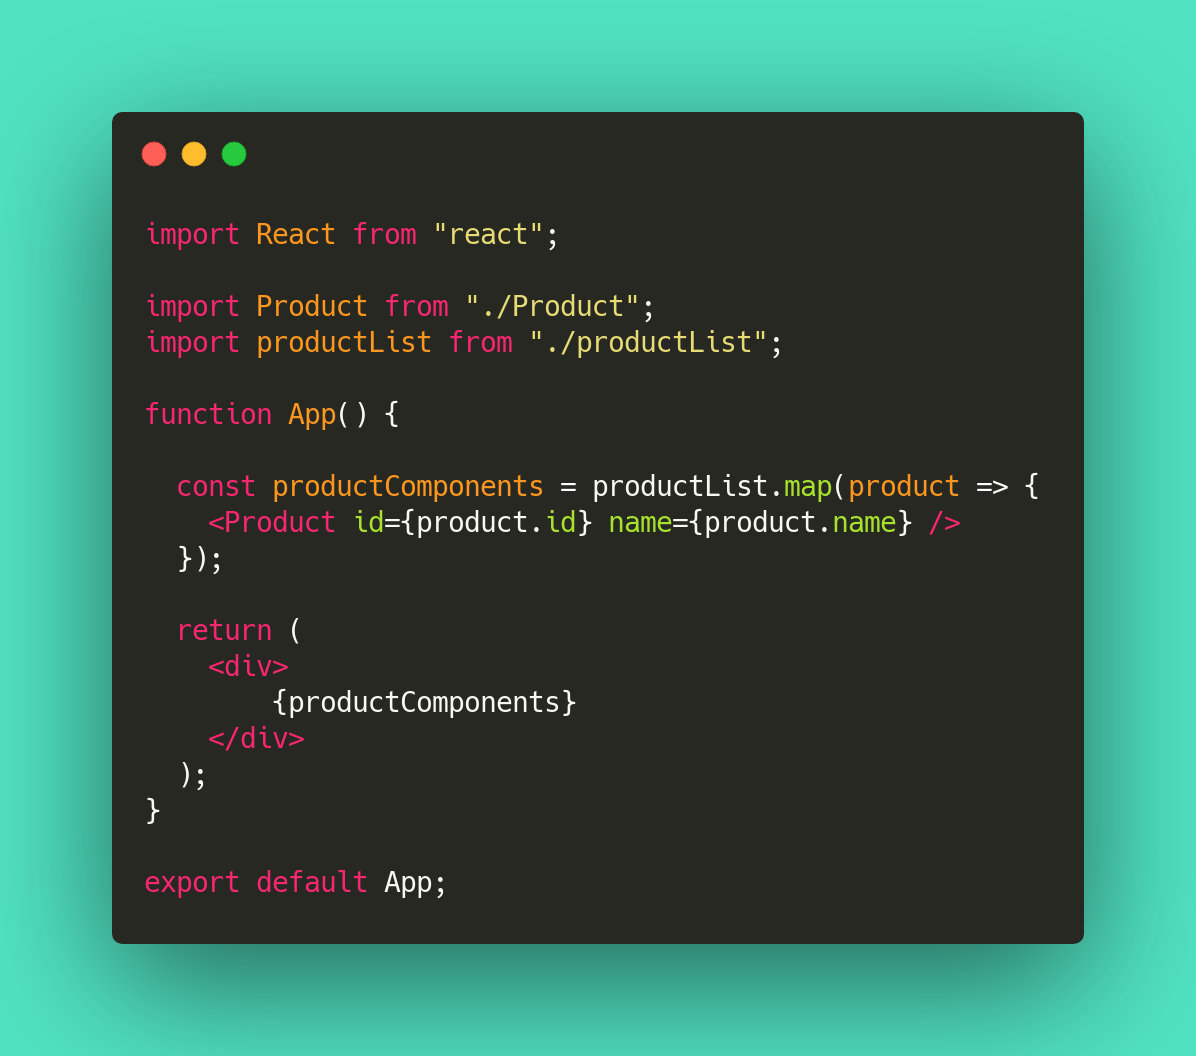 import React from "react";

import Product from "./Product";
import productList from "./productList";

function App() {

  const productComponents = productList.map(product => {
    <Product id={product.id} name={product.name} />
  });

  return (
    <div>
        {productComponents}
    </div>
  );
}

export default App;